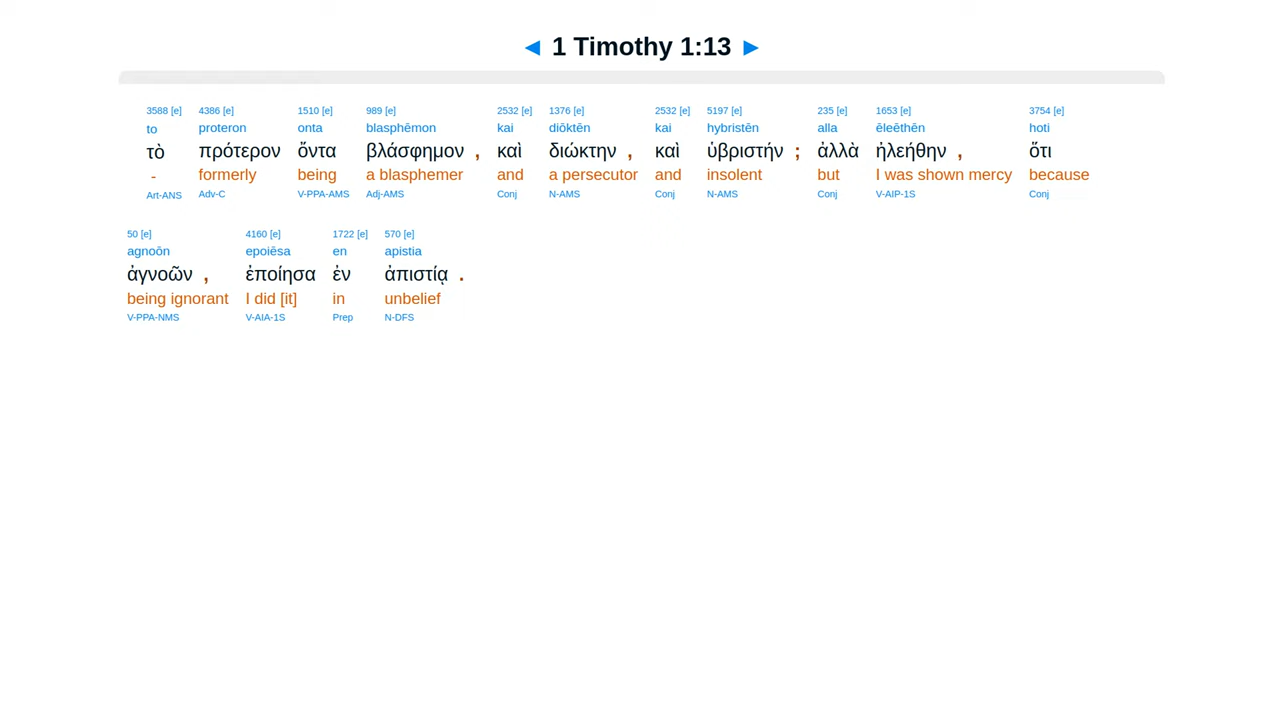 ◄ 1 Timothy 1:13 ►
3588 [e] 4386 [e] 1510 [e] 989 [e] 2532 [e] 1376 [e] 2532 [e] 5197 [e] 235 [e] 1653 [e] 3754 [e]
to proteron onta blasphēmon kai diōktēn kai hybristēn alla ēleēthēn hoti
τὸ πρότερον ὄντα βλάσφημον , καὶ διώκτην , καὶ ὑβριστήν ; ἀλλὰ ἠλεήθην , ὅτι
- formerly being a blasphemer and a persecutor and insolent but I was shown mercy because
Art-ANS Adv-C V-PPA-AMS Adj-AMS Conj N-AMS Conj N-AMS Conj V-AIP-1S Conj
50 [e] 4160 [e] 1722 [e] 570 [e]
agnoōn epoiēsa en apistia
ἀγνοῶν , ἐποίησα ἐν ἀπιστίᾳ .
being ignorant I did [it] in unbelief
V-PPA-NMS V-AIA-1S Prep N-DFS